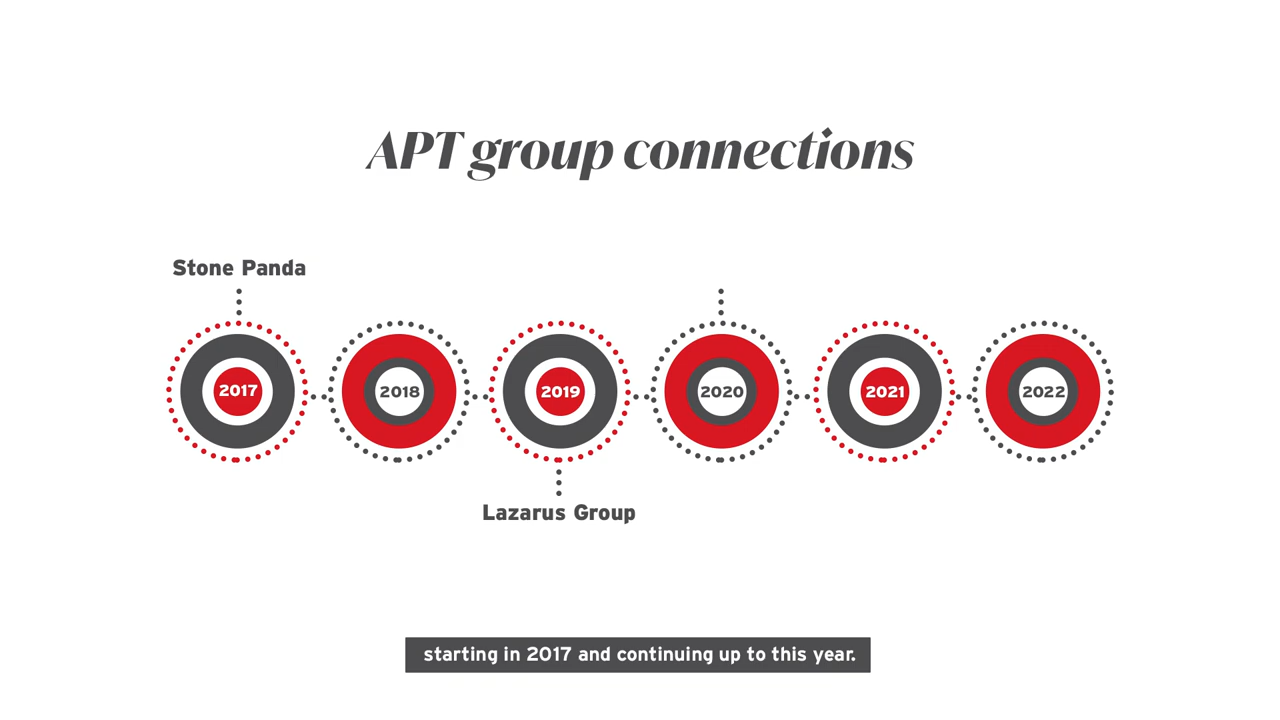 APT group connections
Stone Panda
2017
2018
2019
2020
2021
2022
Lazarus Group
starting in 2017 and continuing up to this year.